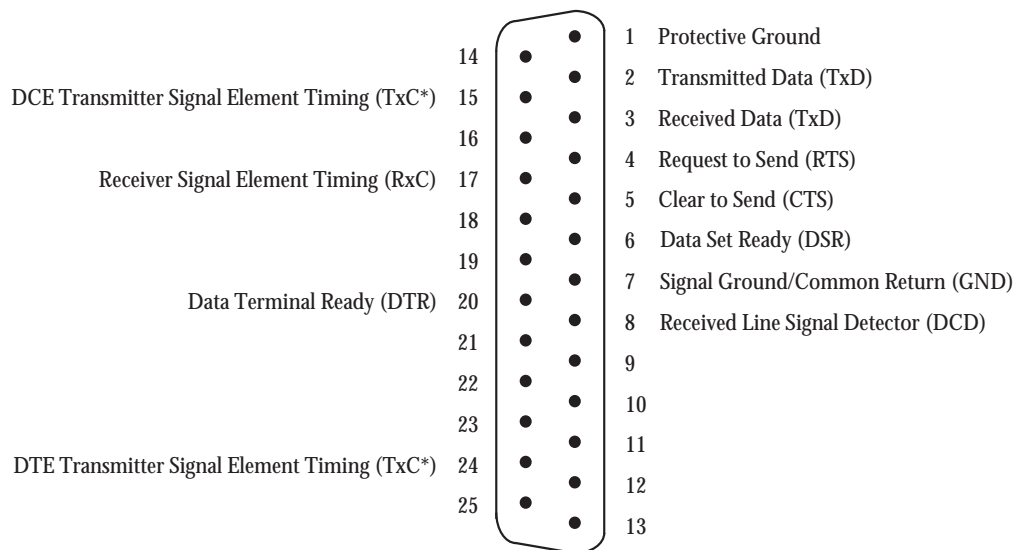 14
DCE Transmitter Signal Element Timing (TxC*) 15
16
Receiver Signal Element Timing (RxC) 17
18
19
Data Terminal Ready (DTR) 20
21
22
23
DTE Transmitter Signal Element Timing (TxC*) 24
25
1 Protective Ground
2 Transmitted Data (TxD)
3 Received Data (TxD)
4 Request to Send (RTS)
5 Clear to Send (CTS)
6 Data Set Ready (DSR)
7 Signal Ground/Common Return (GND)
8 Received Line Signal Detector (DCD)
9
10
11
12
13